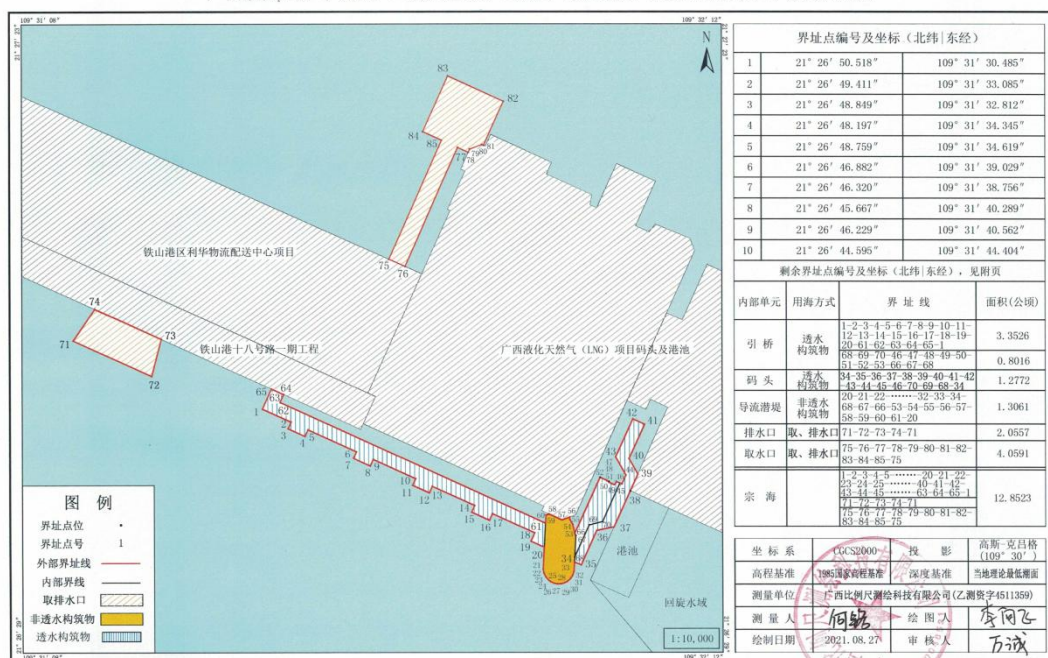 109° 31′ 06″
109° 32′ 12″
N
83
82
84
85
77
78
79
80
81
铁山港区利华物流配送中心项目
75
76
74
73
71
铁山港十八号路一期工程
72
广西液化天然气(LNG)项目码头及港池
65
64
63
1
62
2
3
4
5
6
7
8
9
10
11
12
13
14
15
16
17
18
19
20
61
42
41
43
40
39
38
37
36
35
34
港池
回旋水域
1:10,000
图 例
界址点位
界址点号 1
外部界址线
内部界线
取排水口
非透水构筑物
透水构筑物
界址点编号及坐标(北纬|东经)
1 21° 26′ 50.518″ 109° 31′ 30.485″
2 21° 26′ 49.411″ 109° 31′ 33.085″
3 21° 26′ 48.849″ 109° 31′ 32.812″
4 21° 26′ 48.197″ 109° 31′ 34.345″
5 21° 26′ 48.759″ 109° 31′ 34.619″
6 21° 26′ 46.882″ 109° 31′ 39.029″
7 21° 26′ 46.320″ 109° 31′ 38.756″
8 21° 26′ 45.667″ 109° 31′ 40.289″
9 21° 26′ 46.229″ 109° 31′ 40.562″
10 21° 26′ 44.595″ 109° 31′ 44.404″
剩余界址点编号及坐标(北纬|东经),见附页
内部单元 用海方式 界 址 线 面积(公顷)
引 桥 透水构筑物
1-2-3-4-5-6-7-8-9-10-11-
12-13-14-15-16-17-18-19-
20-61-62-63-64-65-1
3.3526
68-69-70-46-47-48-49-50-
51-52-53-66-67-68
0.8016
码 头 透水构筑物
34-35-36-37-38-39-40-41-42
-43-44-45-46-70-69-68-34
1.2772
导流潜堤 非透水构筑物
20-21-22-……-32-33-34-
68-67-66-53-54-55-56-57-
58-59-60-61-20
1.3061
排水口 取、排水口 71-72-73-74-71 2.0557
取水口 取、排水口
75-76-77-78-79-80-81-82-
83-84-85-75
4.0591
宗 海
1-2-3-4-5-……-20-21-22-
23-24-25-……-40-41-42-
43-44-45-……-63-64-65-1
71-72-73-74-71
75-76-77-78-79-80-81-82-
83-84-85-75
12.8523
坐 标 系 CGCS2000 投 影 高斯-克吕格(109° 30′)
高程基准 1985国家高程基准 深度基准 当地理论最低潮面
测量单位 广西比例尺测绘科技有限公司(乙测资字4511359)
测 量 人 何铭 绘 图 人
绘制日期 2021.08.27 审 核 人 万诚